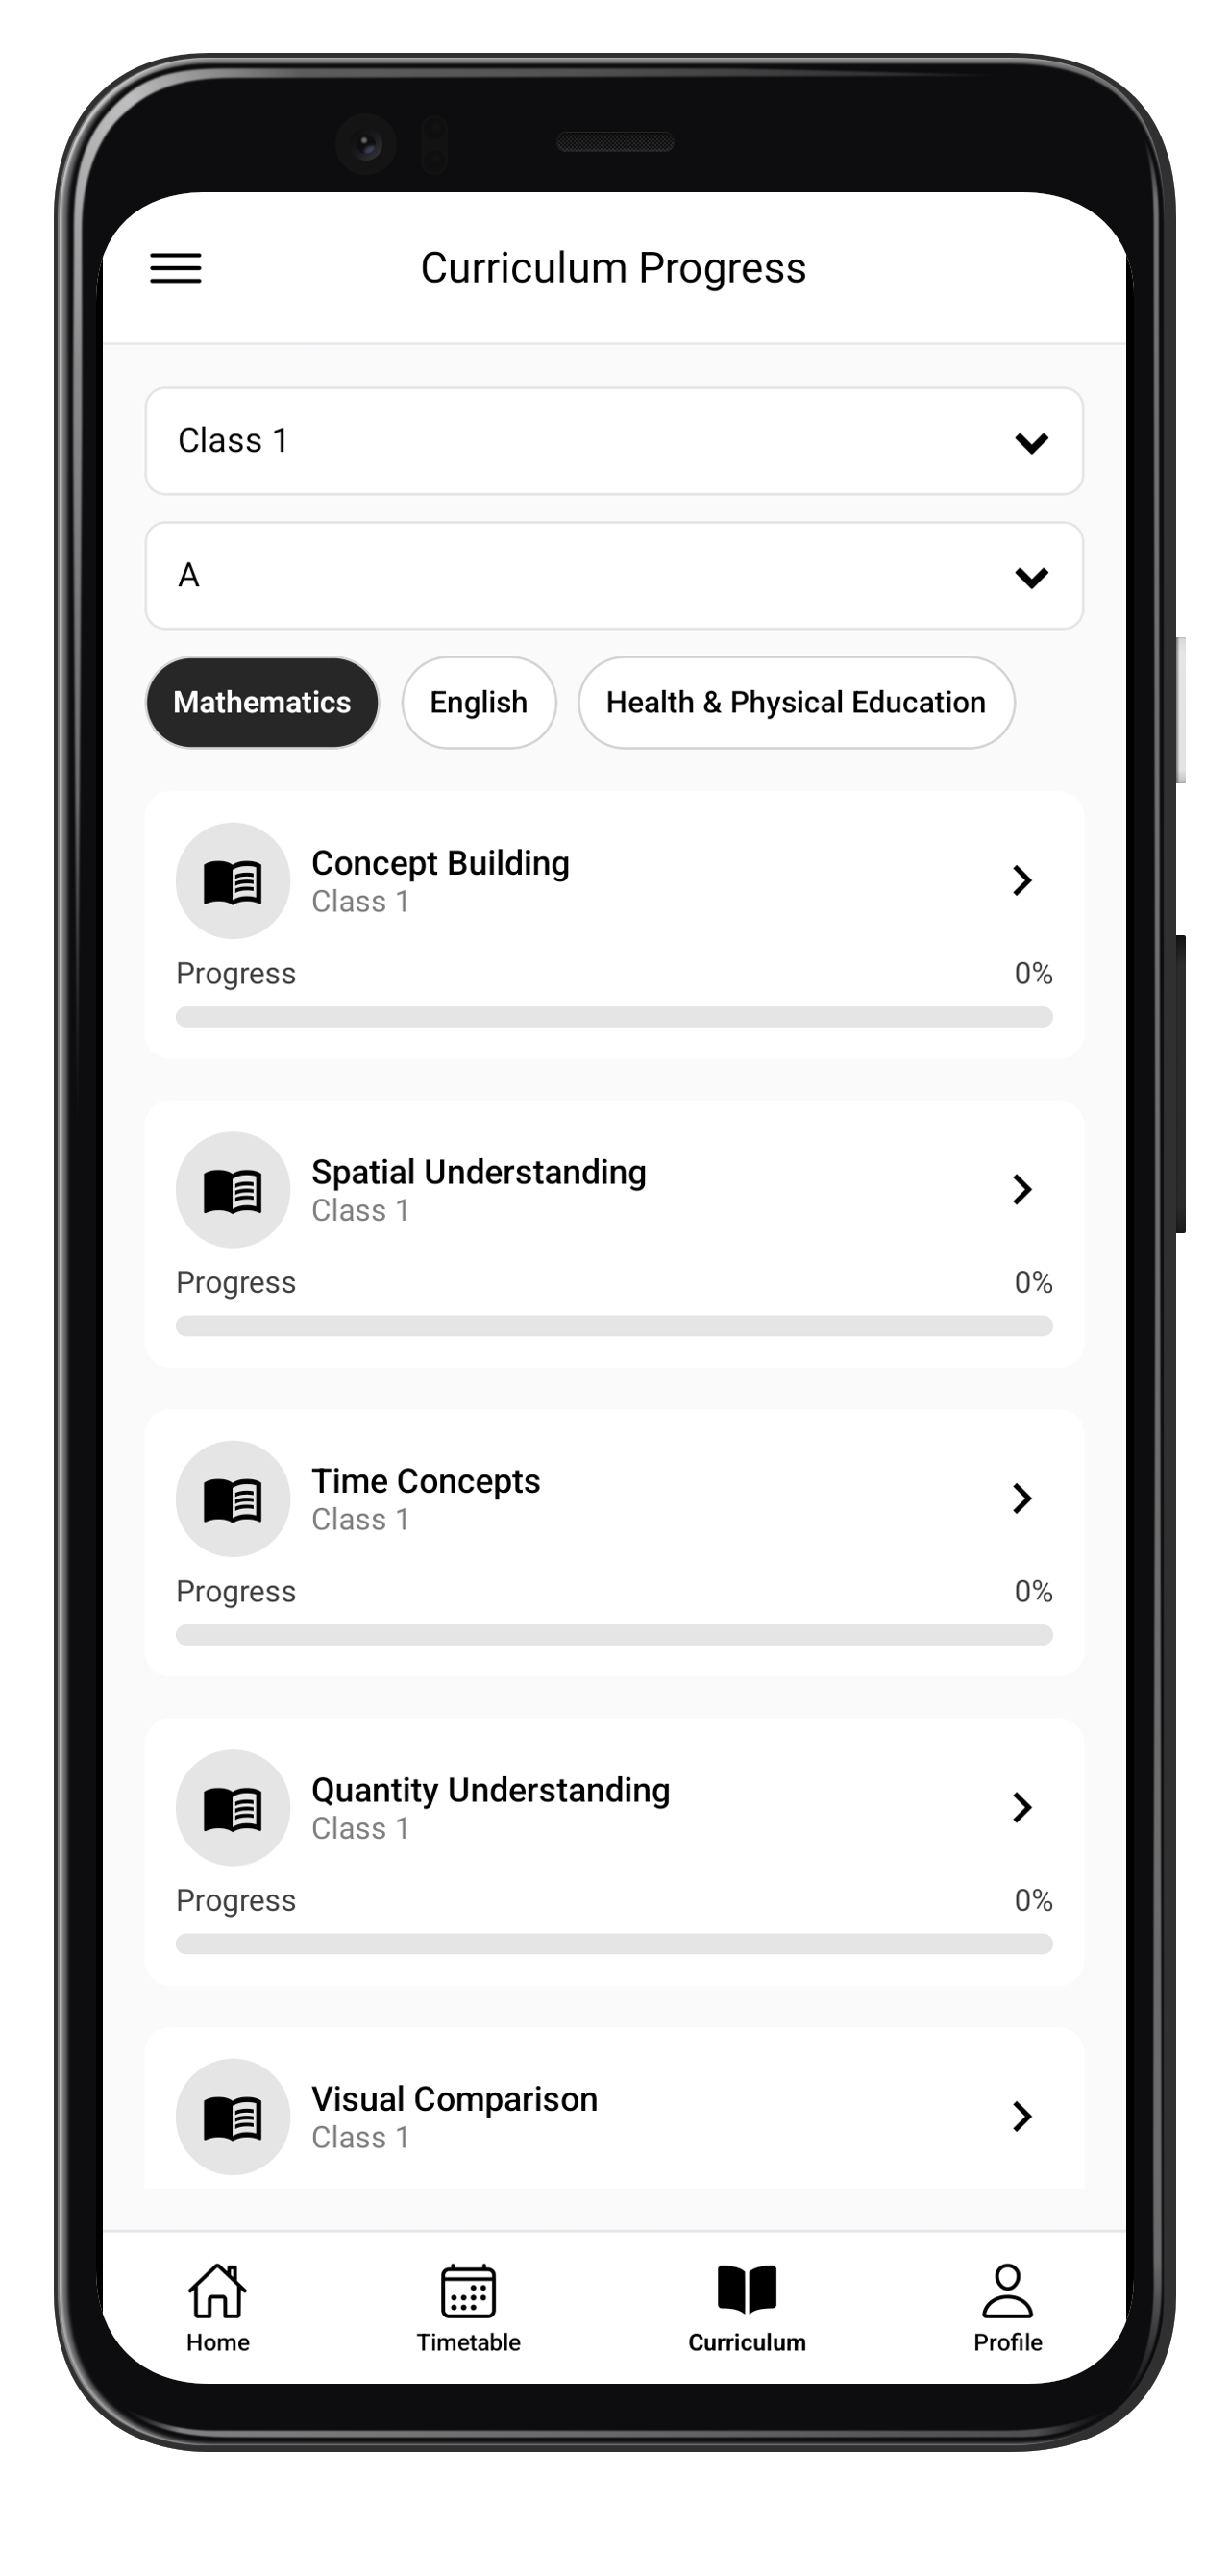 Curriculum Progress
Class 1
A
Mathematics English Health & Physical Education
Concept Building
Class 1
Progress 0%
Spatial Understanding
Class 1
Progress 0%
Time Concepts
Class 1
Progress 0%
Quantity Understanding
Class 1
Progress 0%
Visual Comparison
Class 1
Home Timetable Curriculum Profile